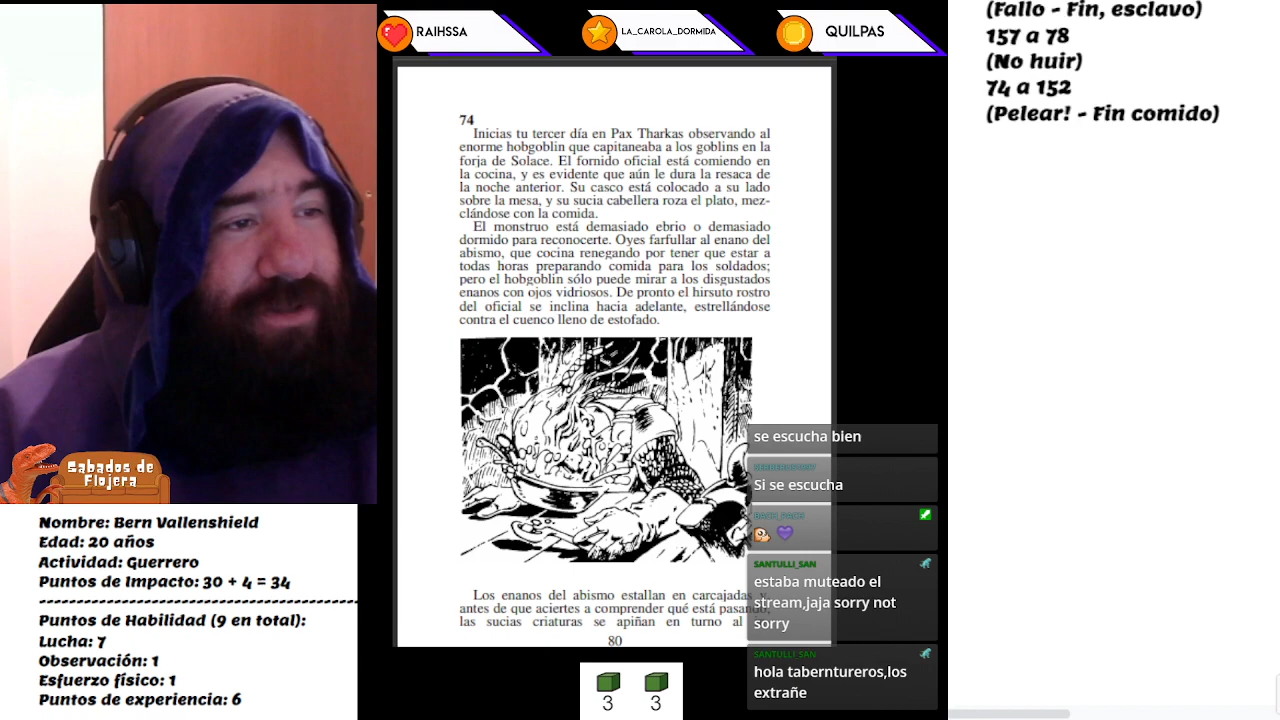 RAIHSSA
LA_CAROLA_DORMIDA
QUILPAS
(Fallo - Fin, esclavo)
157 a 78
(No huir)
74 a 152
(Pelear! - Fin comido)
74
Inicias tu tercer día en Pax Tharkas observando al
enorme hobgoblin que capitaneaba a los goblins en la
forja de Solace. El fornido oficial está comiendo en
la cocina, y es evidente que aún le dura la resaca de
la noche anterior. Su casco está colocado a su lado
sobre la mesa, y su sucia cabellera roza el plato, mez-
clándose con la comida.
El monstruo está demasiado ebrio o demasiado
dormido para reconocerte. Oyes farfullar al enano del
abismo, que cocina renegando por tener que estar a
todas horas preparando comida para los soldados;
pero el hobgoblin sólo puede mirar a los disgustados
enanos con ojos vidriosos. De pronto el hirsuto rostro
del oficial se inclina hacia adelante, estrellándose
contra el cuenco lleno de estofado.
Los enanos del abismo estallan en carcajadas y
antes de que aciertes a comprender qué está pasando,
las sucias criaturas se apiñan en turno al
80
Sabados de
Flojera
Nombre: Bern Vallenshield
Edad: 20 años
Actividad: Guerrero
Puntos de Impacto: 30 + 4 = 34
Puntos de Habilidad (9 en total):
Lucha: 7
Observación: 1
Esfuerzo físico: 1
Puntos de experiencia: 6
3
3
se escucha bien
Si se escucha
SANTULLI_SAN
estaba muteado el
stream,jaja sorry not
sorry
SANTULLI_SAN
hola taberntureros,los
extrañe